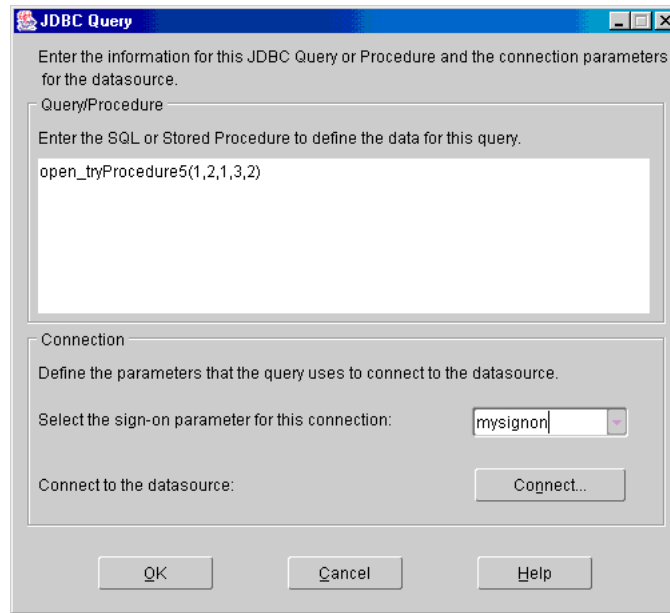 JDBC Query
Enter the information for this JDBC Query or Procedure and the connection parameters
for the datasource.
Query/Procedure
Enter the SQL or Stored Procedure to define the data for this query.
open_tryProcedure5(1,2,1,3,2)
Connection
Define the parameters that the query uses to connect to the datasource.
Select the sign-on parameter for this connection: mysignon
Connect to the datasource: Connect...
OK Cancel Help